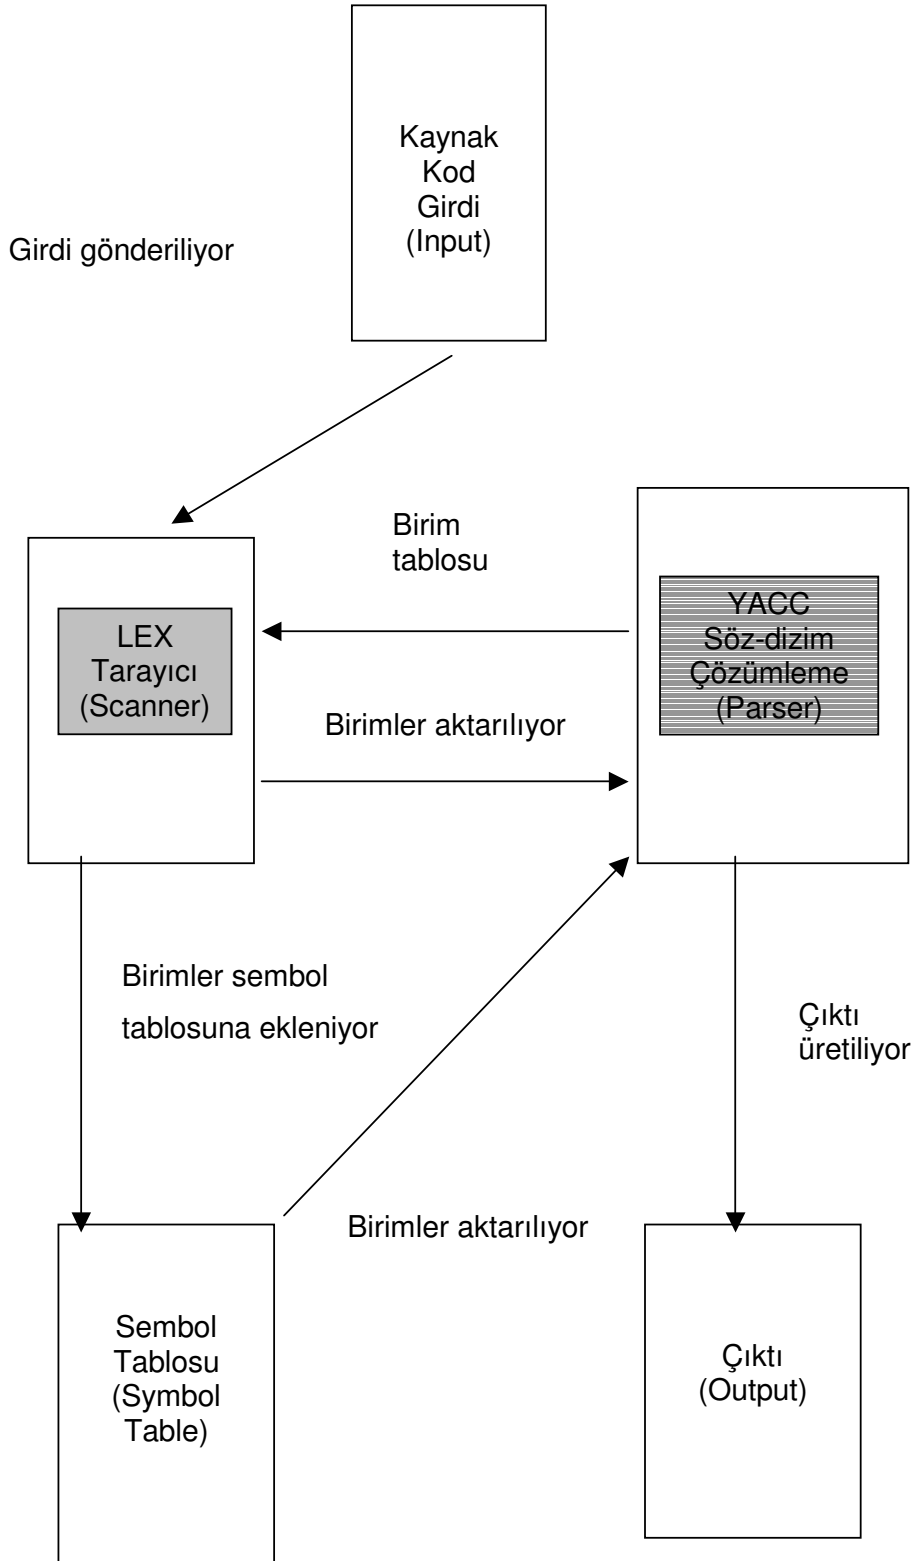 Kaynak
Kod
Girdi
(Input)
Girdi gönderiliyor
Birim
tablosu
YACC
Söz-dizim
Çözümleme
(Parser)
LEX
Tarayıcı
(Scanner)
Birimler aktarılıyor
Birimler sembol
tablosuna ekleniyor
Çıktı
üretiliyor
Birimler aktarılıyor
Sembol
Tablosu
(Symbol
Table)
Çıktı
(Output)